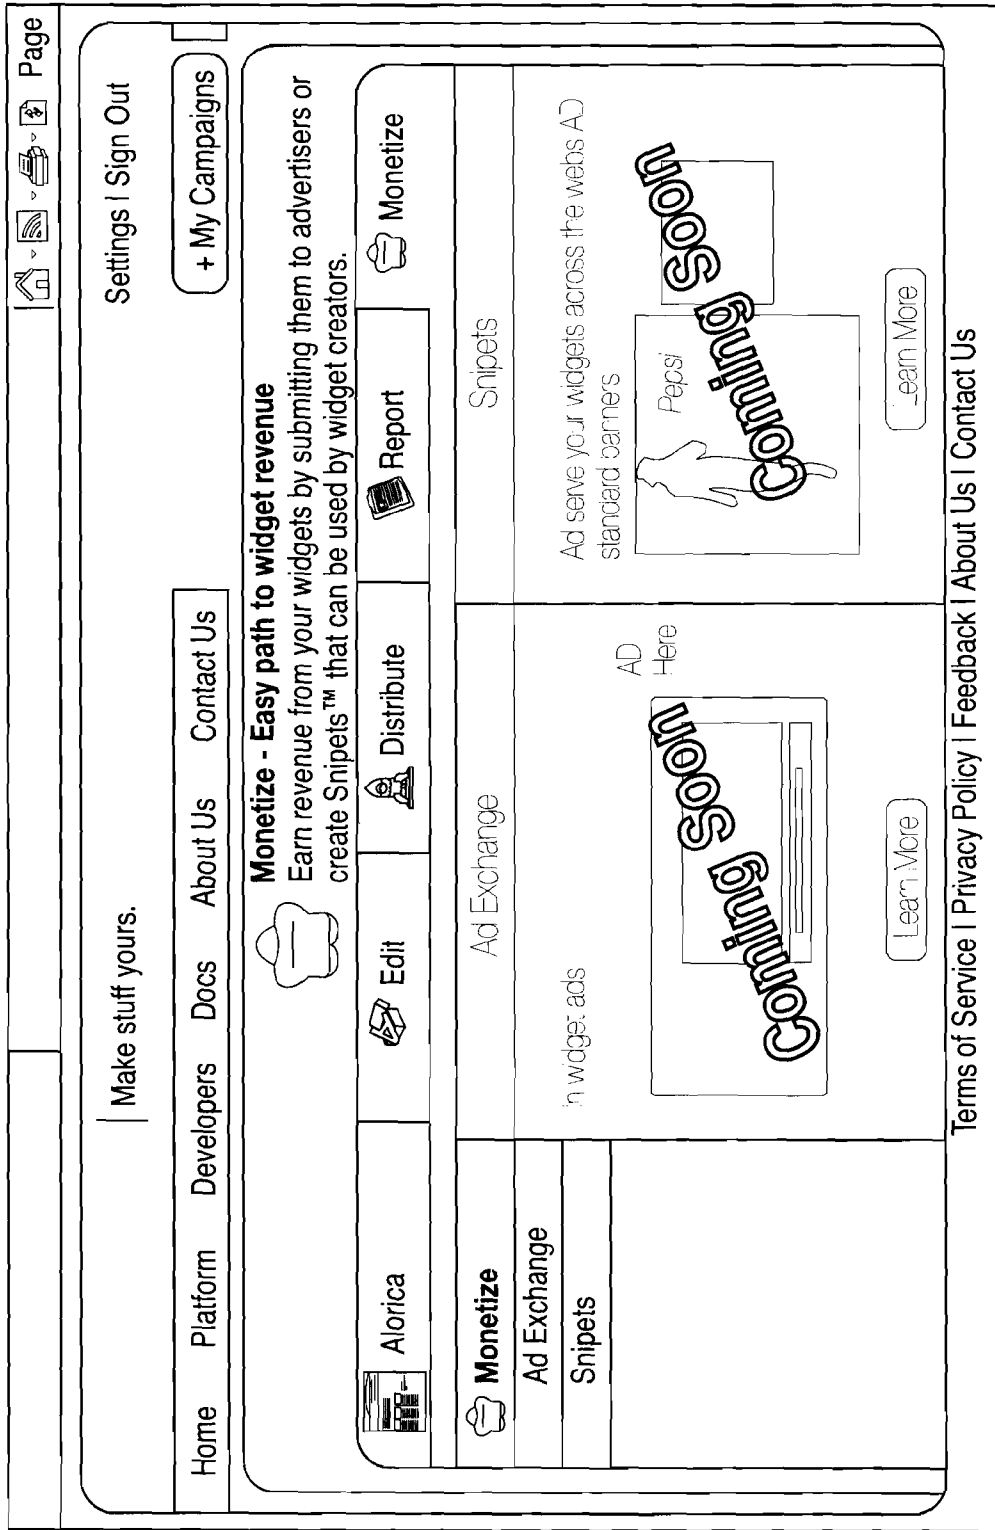 Page
Make stuff yours.
Settings | Sign Out
Home Platform Developers Docs About Us Contact Us
+ My Campaigns
Monetize - Easy path to widget revenue
Earn revenue from your widgets by submitting them to advertisers or
create Snipets™ that can be used by widget creators.
Alorica Edit Distribute Report Monetize
Monetize
Ad Exchange
Snipets
Ad Exchange
In widget ads
AD
Here
Coming Soon
Learn More
Snipets
Ad serve your widgets across the webs AD
standard banners
Pepsi
Coming Soon
Learn More
Terms of Service | Privacy Policy | Feedback | About Us | Contact Us